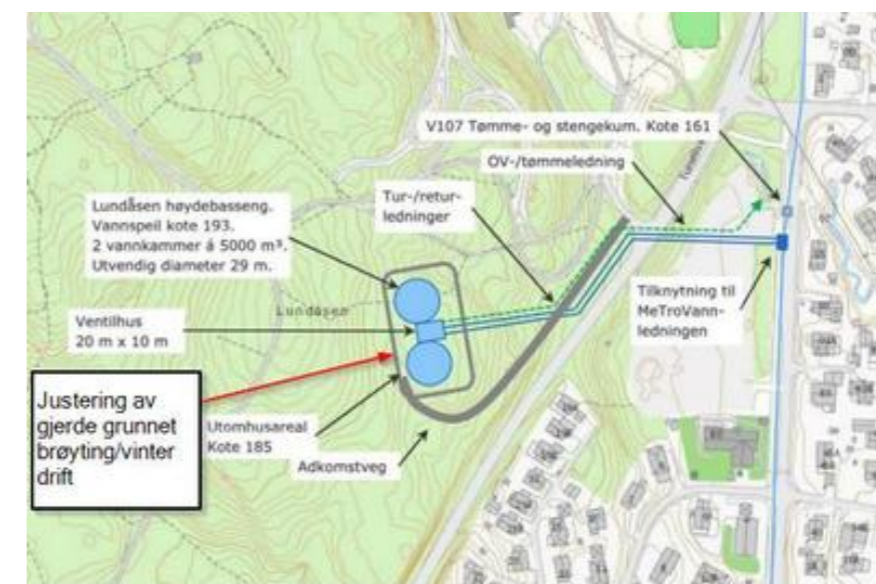 V107 Tømme- og stengekum. Kote 161
OV-/tømmeledning
Tur-/retur-
ledninger
Lundåsen høydebasseng.
Vannspeil kote 193.
2 vannkammer á 5000 m³.
Utvendig diameter 29 m.
Lundåsen
Ventilhus
20 m x 10 m
Tilknytning til
MeTroVann-
ledningen
Justering av
gjerde grunnet
brøyting/vinter
drift
Utomhusareal
Kote 185
Adkomstveg